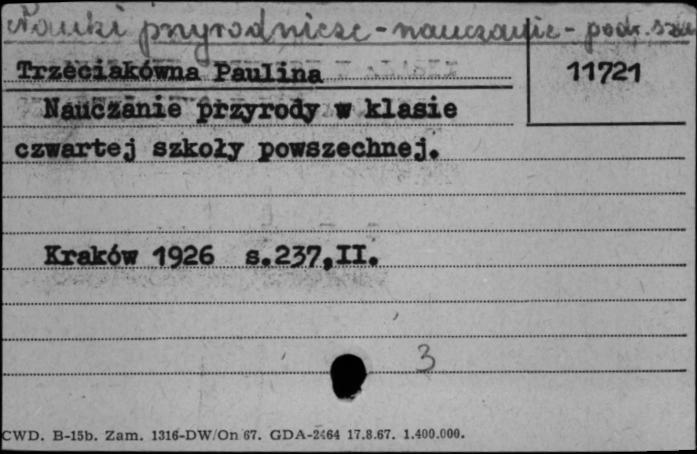 Nauki przyrodnicze - nauczanie - podr. szk
Trzeciakówna Paulina
11721
Nauczanie przyrody w klasie
czwartej szkoły powszechnej.
Kraków 1926 s.237,II.
3
CWD. B-15b. Zam. 1316-DW/On 67. GDA-2464 17.8.67. 1.400.000.